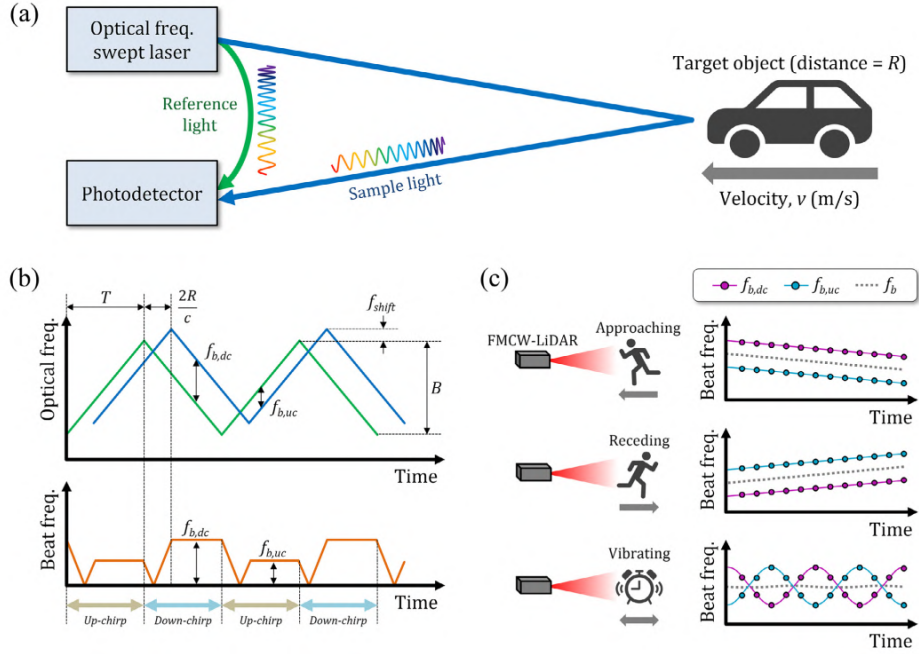 (a)
Optical freq.
swept laser
Reference
light
Photodetector
Sample light
Target object (distance = R)
Velocity, v (m/s)
(b)
T
2R
c
f_shift
f_b,dc
f_b,uc
B
Optical freq.
Time
Beat freq.
f_b,dc
f_b,uc
Time
Up-chirp
Down-chirp
Up-chirp
Down-chirp
(c)
f_b,dc
f_b,uc
f_b
FMCW-LiDAR
Approaching
Beat freq.
Time
Receding
Beat freq.
Time
Vibrating
Beat freq.
Time